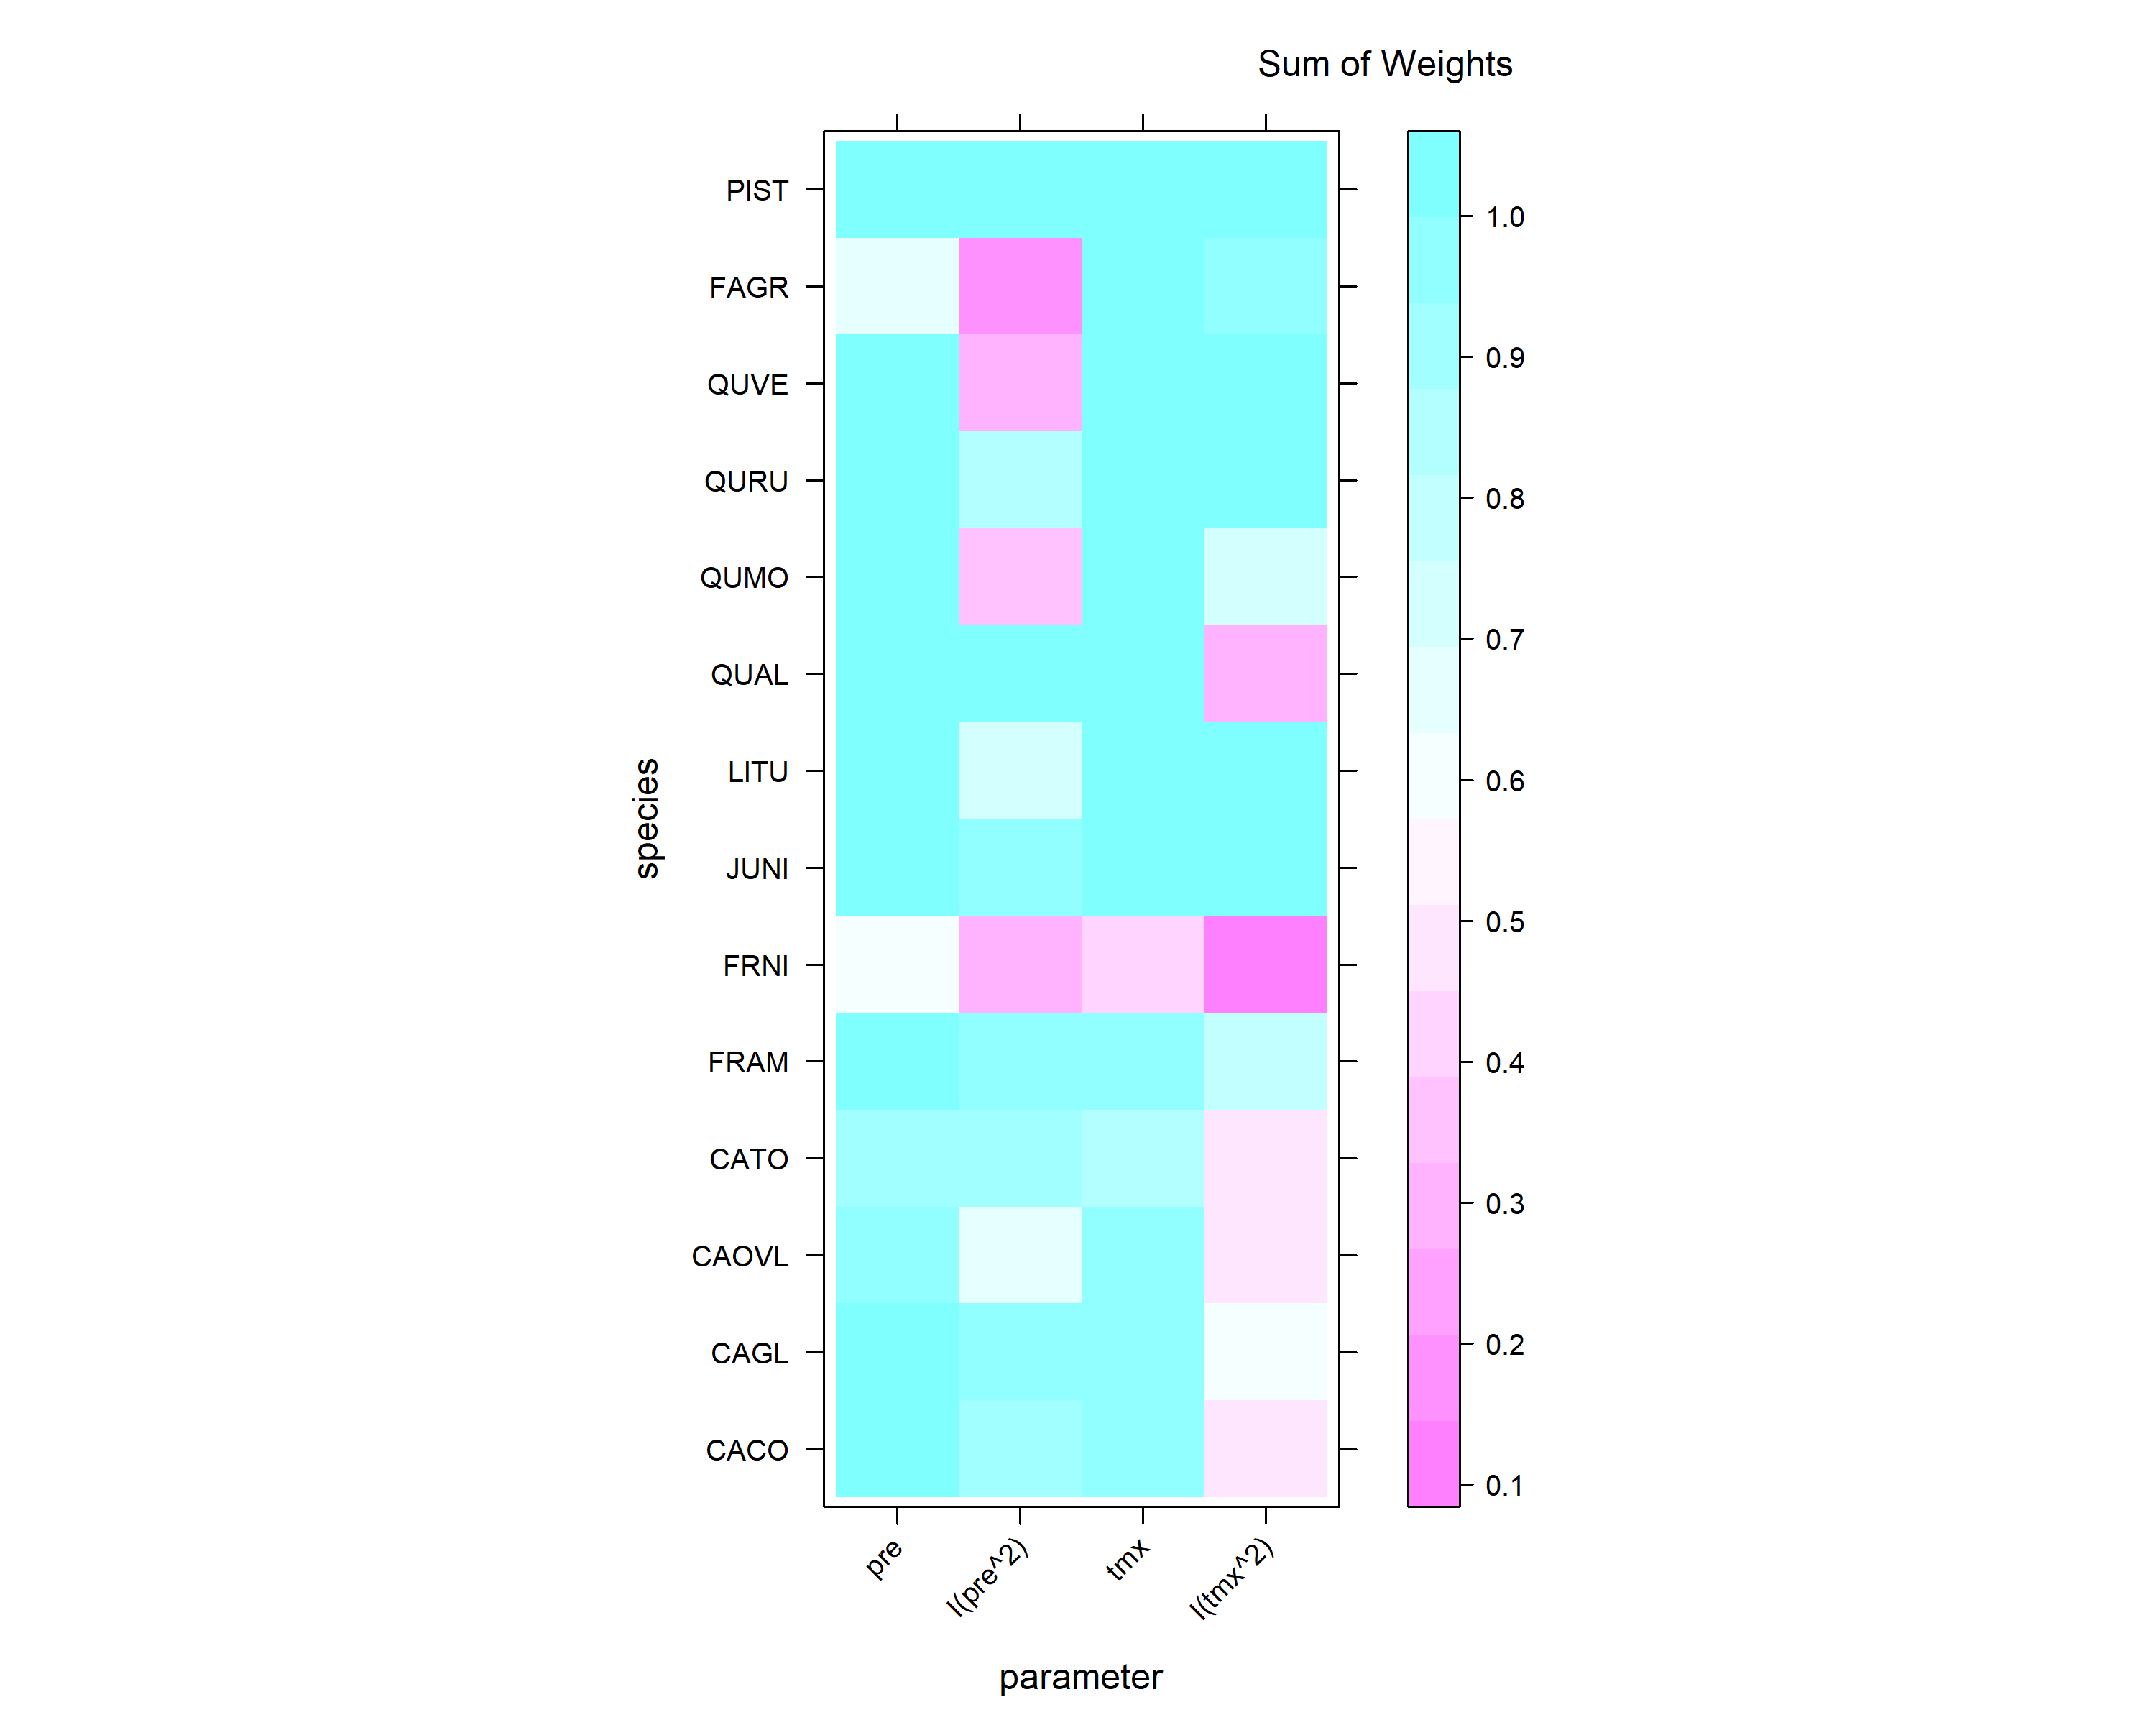 Sum of Weights
PIST
FAGR
QUVE
QURU
QUMO
QUAL
LITU
JUNI
FRNI
FRAM
CATO
CAOVL
CAGL
CACO
species
pre
I(pre^2)
tmx
I(tmx^2)
parameter
1.0
0.9
0.8
0.7
0.6
0.5
0.4
0.3
0.2
0.1